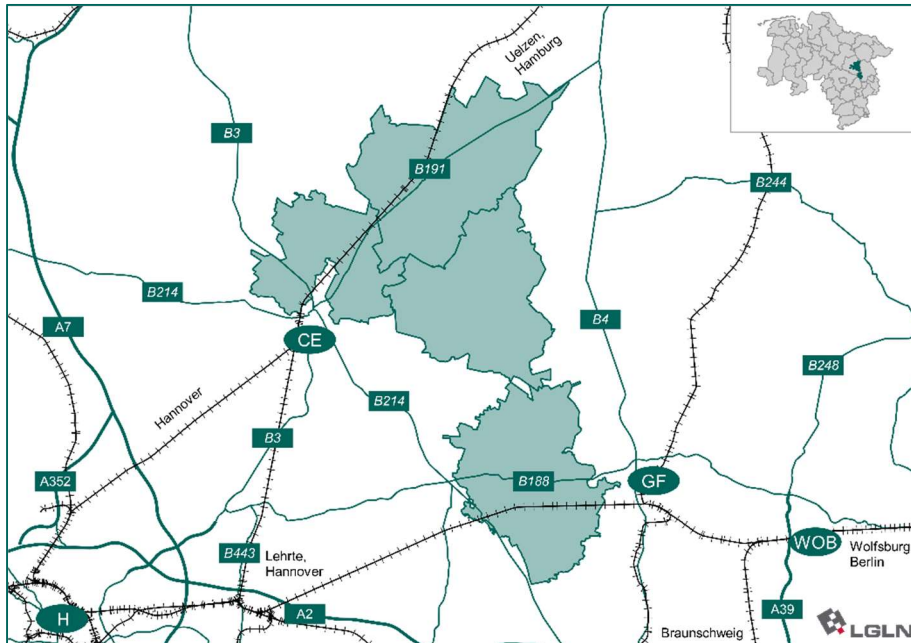 Uelzen,
Hamburg
B3
B191
B244
B214
A7
B4
CE
B248
Hannover
B214
B3
A352
B188
GF
B443
Lehrte,
Hannover
WOB
Wolfsburg
Berlin
H
A2
A39
Braunschweig
LGLN